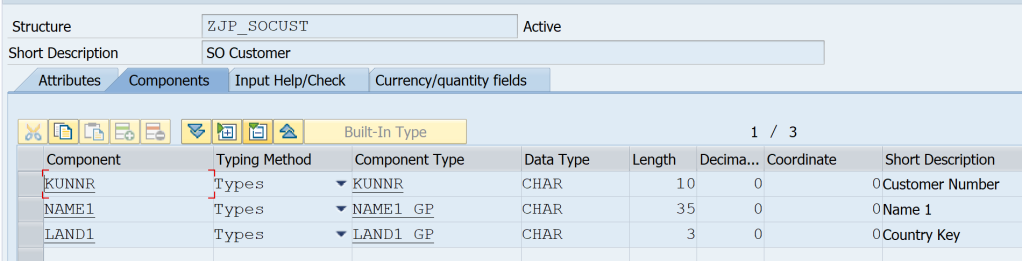 Structure ZJP_SOCUST Active
Short Description SO Customer
Attributes Components Input Help/Check Currency/quantity fields
Built-In Type 1 / 3
Component Typing Method Component Type Data Type Length Decima... Coordinate Short Description
KUNNR Types KUNNR CHAR 10 0 0 Customer Number
NAME1 Types NAME1_GP CHAR 35 0 0 Name 1
LAND1 Types LAND1_GP CHAR 3 0 0 Country Key